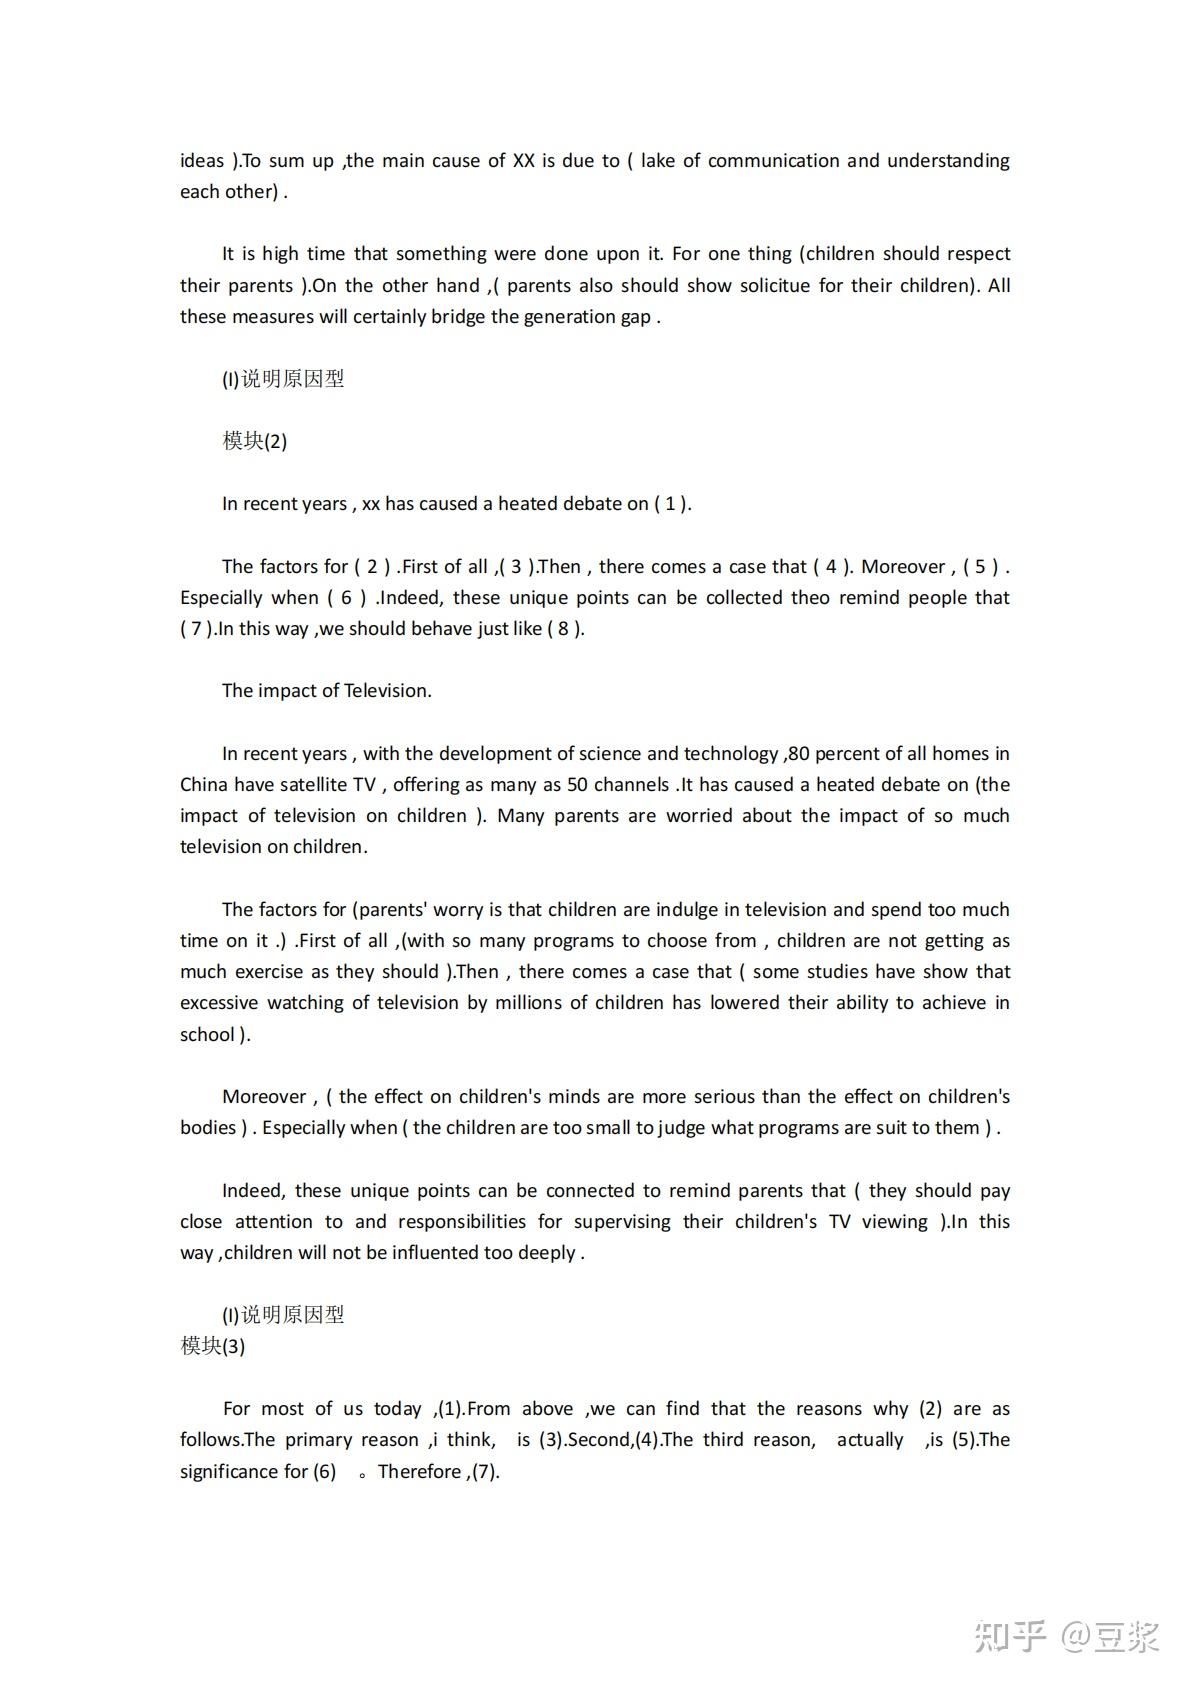 ideas ).To sum up ,the main cause of XX is due to ( lake of communication and understanding
each other) .
It is high time that something were done upon it. For one thing (children should respect
their parents ).On the other hand ,( parents also should show solicitue for their children). All
these measures will certainly bridge the generation gap .
(I)说明原因型
模块(2)
In recent years , xx has caused a heated debate on ( 1 ).
The factors for ( 2 ) .First of all ,( 3 ).Then , there comes a case that ( 4 ). Moreover , ( 5 ) .
Especially when ( 6 ) .Indeed, these unique points can be collected theo remind people that
( 7 ).In this way ,we should behave just like ( 8 ).
The impact of Television.
In recent years , with the development of science and technology ,80 percent of all homes in
China have satellite TV , offering as many as 50 channels .It has caused a heated debate on (the
impact of television on children ). Many parents are worried about the impact of so much
television on children.
The factors for (parents' worry is that children are indulge in television and spend too much
time on it .) .First of all ,(with so many programs to choose from , children are not getting as
much exercise as they should ).Then , there comes a case that ( some studies have show that
excessive watching of television by millions of children has lowered their ability to achieve in
school ).
Moreover , ( the effect on children's minds are more serious than the effect on children's
bodies ) . Especially when ( the children are too small to judge what programs are suit to them ) .
Indeed, these unique points can be connected to remind parents that ( they should pay
close attention to and responsibilities for supervising their children's TV viewing ).In this
way ,children will not be influented too deeply .
(I)说明原因型
模块(3)
For most of us today ,(1).From above ,we can find that the reasons why (2) are as
follows.The primary reason ,i think, is (3).Second,(4).The third reason, actually ,is (5).The
significance for (6) 。Therefore ,(7).
知乎 @豆浆